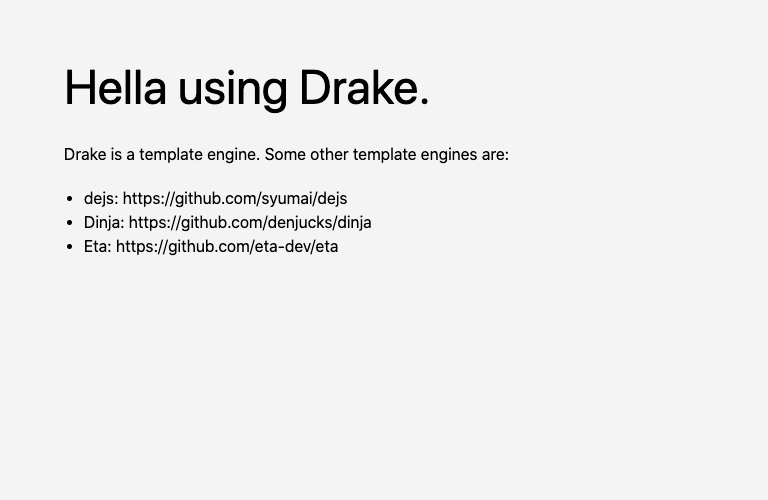 Hella using Drake.
Drake is a template engine. Some other template engines are:
• dejs: https://github.com/syumai/dejs
• Dinja: https://github.com/denjucks/dinja
• Eta: https://github.com/eta-dev/eta